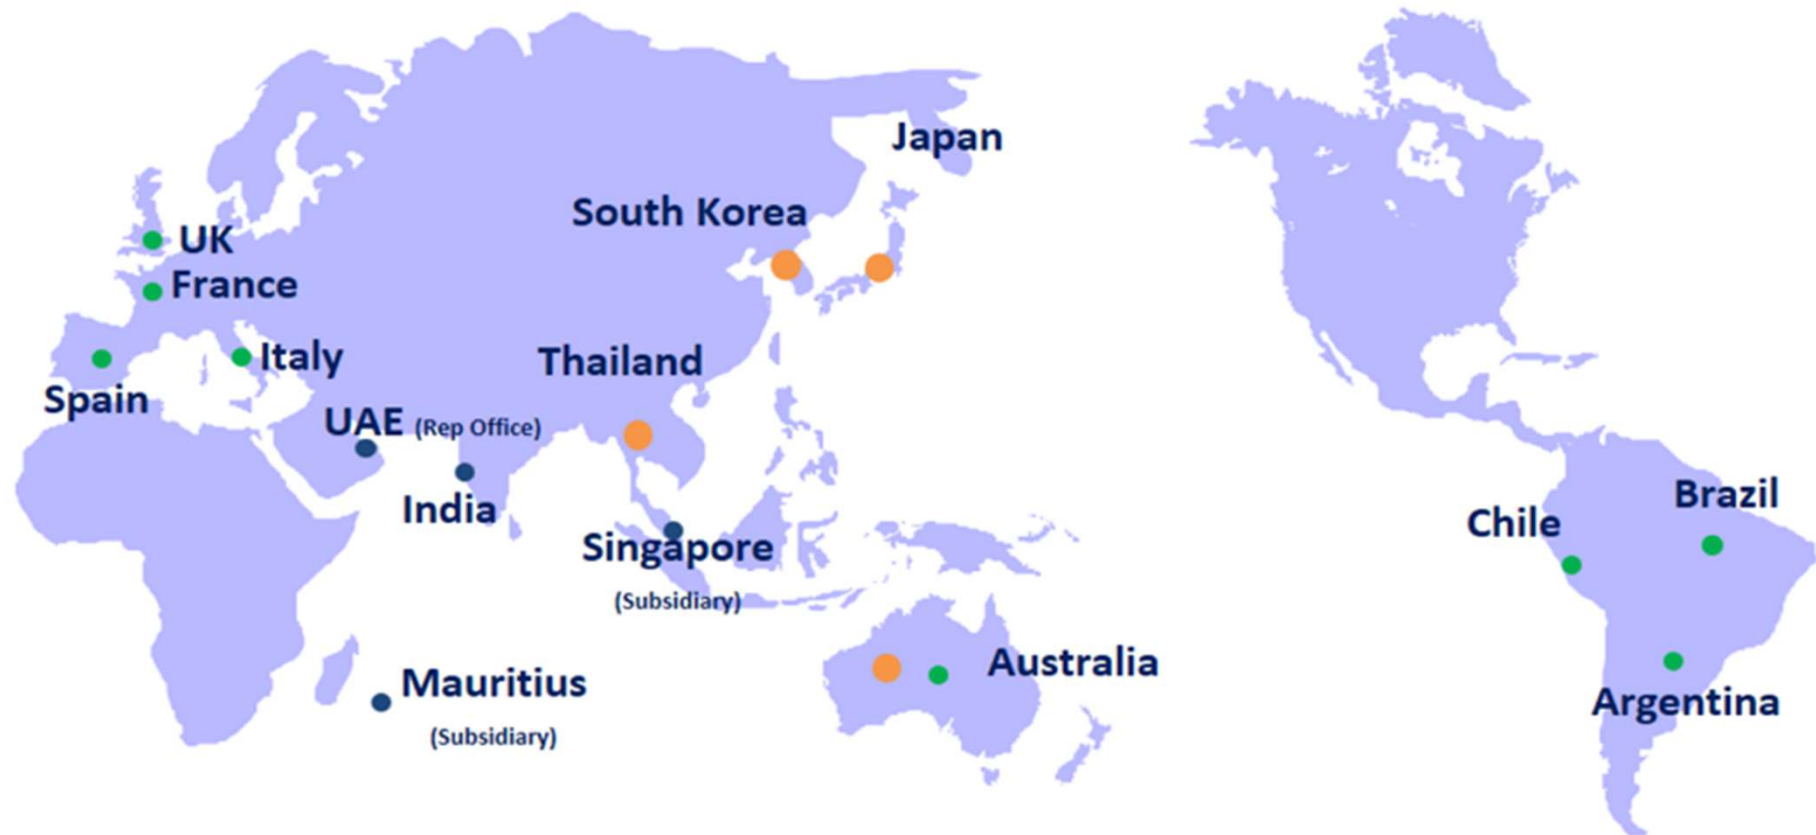 Japan
South Korea
UK
France
Italy
Thailand
Spain
UAE (Rep Office)
India
Singapore
(Subsidiary)
Mauritius
(Subsidiary)
Australia
Brazil
Chile
Argentina